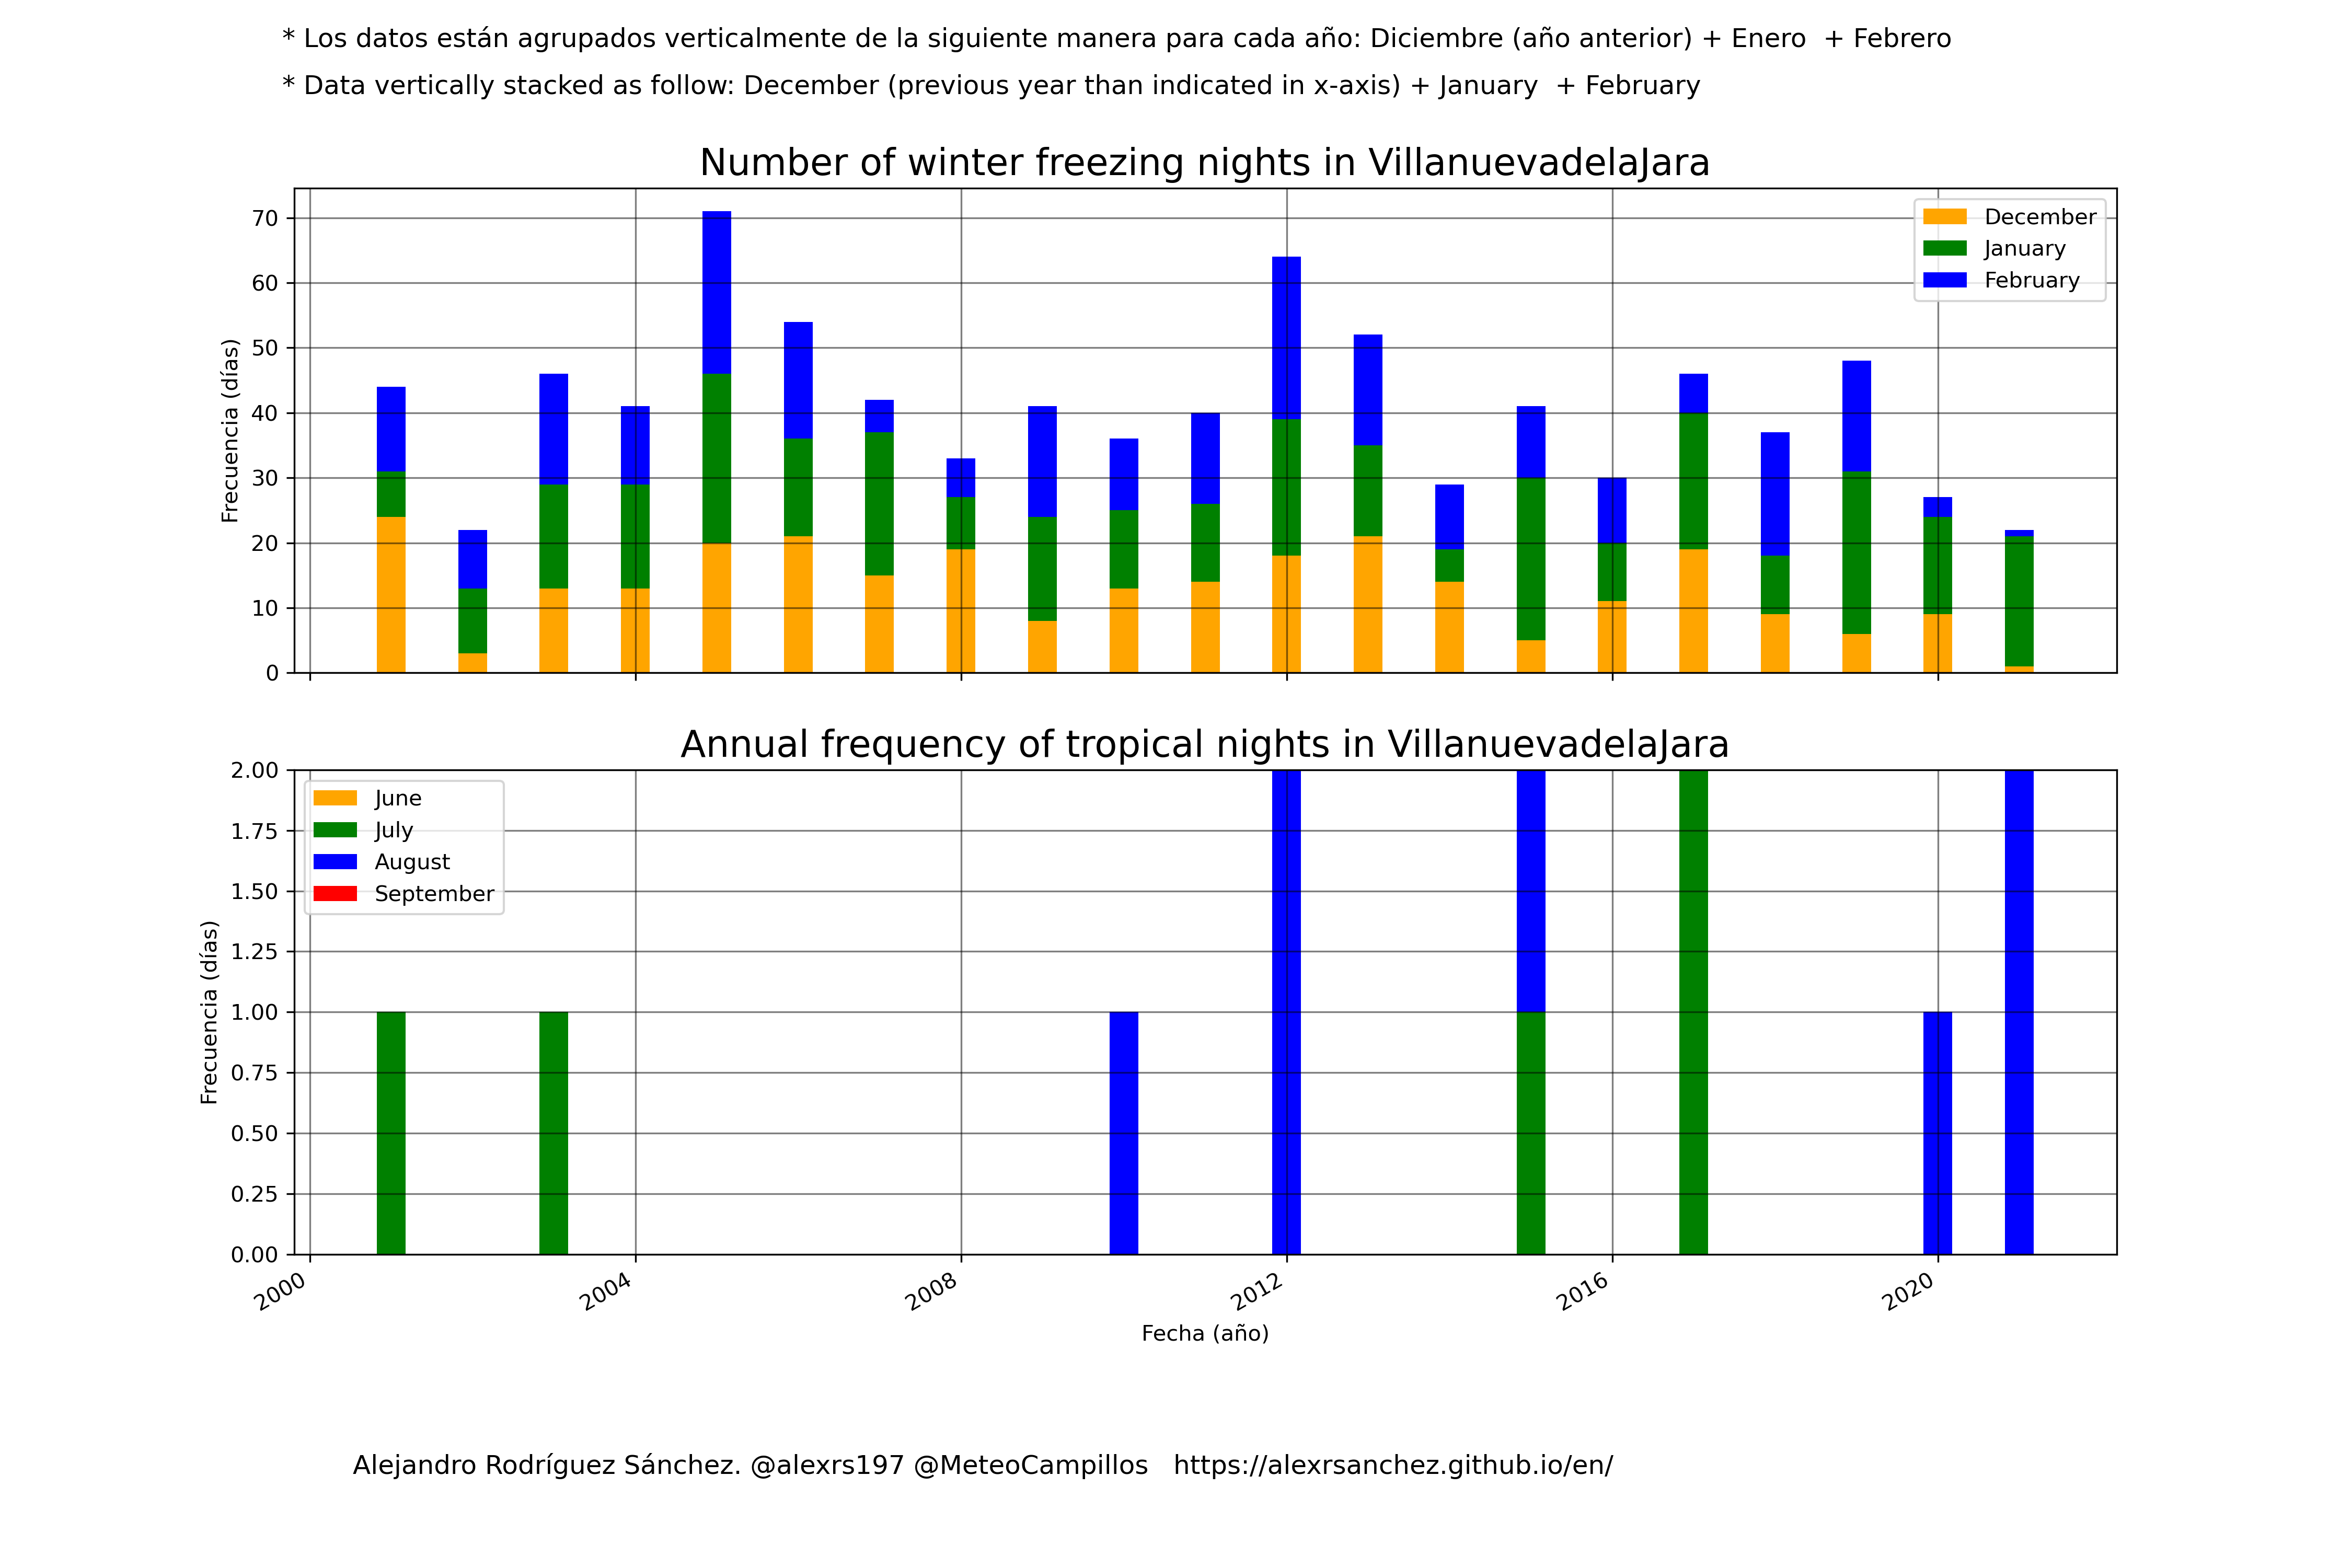 * Los datos están agrupados verticalmente de la siguiente manera para cada año: Diciembre (año anterior) + Enero  + Febrero
* Data vertically stacked as follow: December (previous year than indicated in x-axis) + January  + February
Number of winter freezing nights in VillanuevadelaJara
Frecuencia (días)
70
60
50
40
30
20
10
0
December
January
February
Annual frequency of tropical nights in VillanuevadelaJara
Frecuencia (días)
2.00
1.75
1.50
1.25
1.00
0.75
0.50
0.25
0.00
June
July
August
September
2000
2004
2008
2012
2016
2020
Fecha (año)
Alejandro Rodríguez Sánchez. @alexrs197 @MeteoCampillos   https://alexrsanchez.github.io/en/